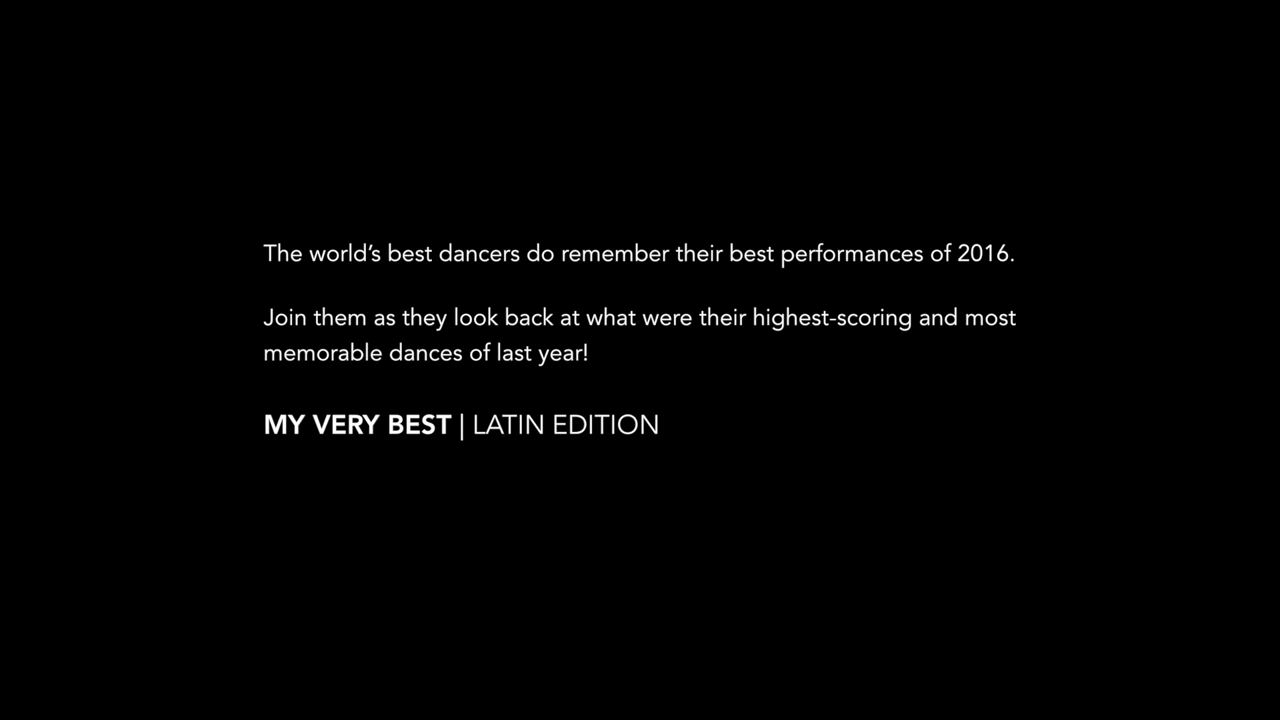 The world’s best dancers do remember their best performances of 2016.
Join them as they look back at what were their highest-scoring and most
memorable dances of last year!
MY VERY BEST | LATIN EDITION